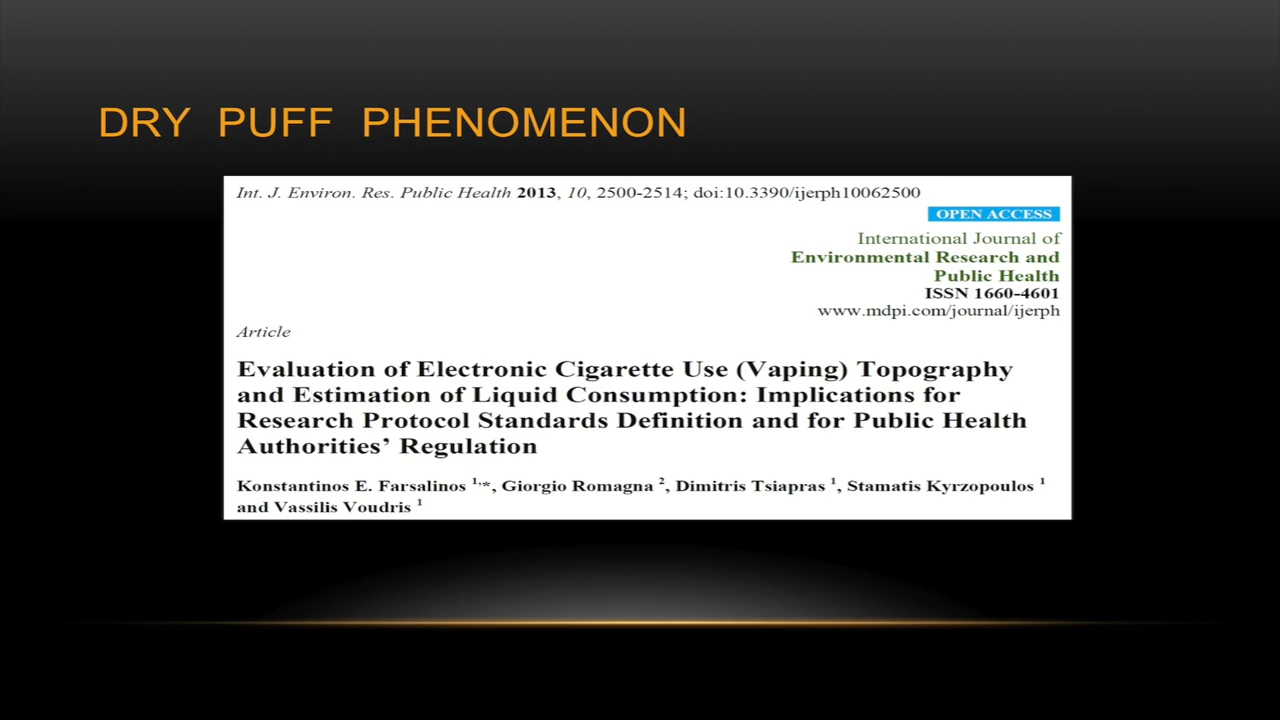 DRY PUFF PHENOMENON
Int. J. Environ. Res. Public Health 2013, 10, 2500-2514; doi:10.3390/ijerph10062500
OPEN ACCESS
International Journal of
Environmental Research and
Public Health
ISSN 1660-4601
www.mdpi.com/journal/ijerph
Article
Evaluation of Electronic Cigarette Use (Vaping) Topography
and Estimation of Liquid Consumption: Implications for
Research Protocol Standards Definition and for Public Health
Authorities’ Regulation
Konstantinos E. Farsalinos 1,*, Giorgio Romagna 2, Dimitris Tsiapras 1, Stamatis Kyrzopoulos 1
and Vassilis Voudris 1